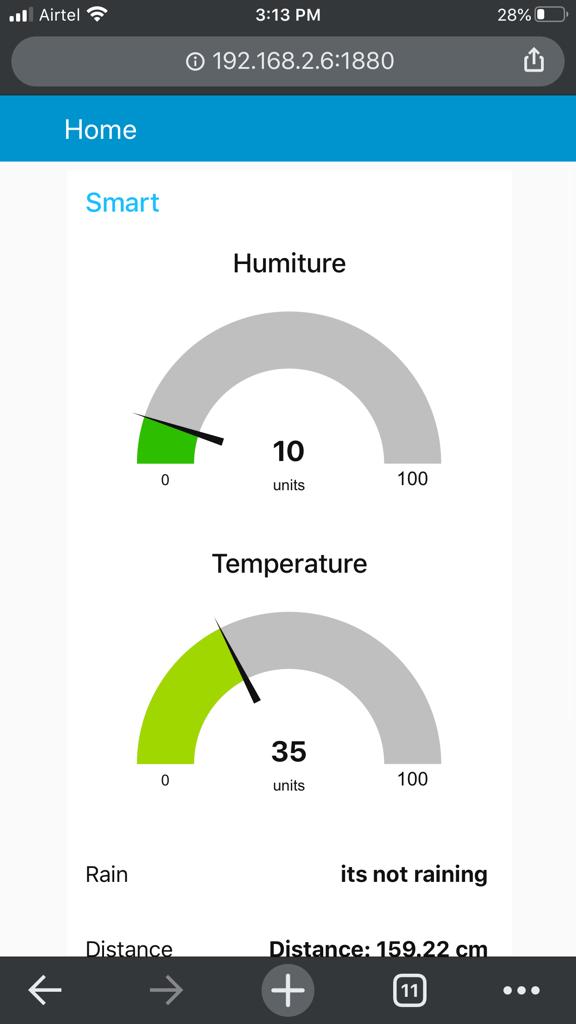 Airtel 3:13 PM 28%
192.168.2.6:1880
Home
Smart
Humiture
10
0 units 100
Temperature
35
0 units 100
Rain its not raining
Distance Distance: 159.22 cm
11